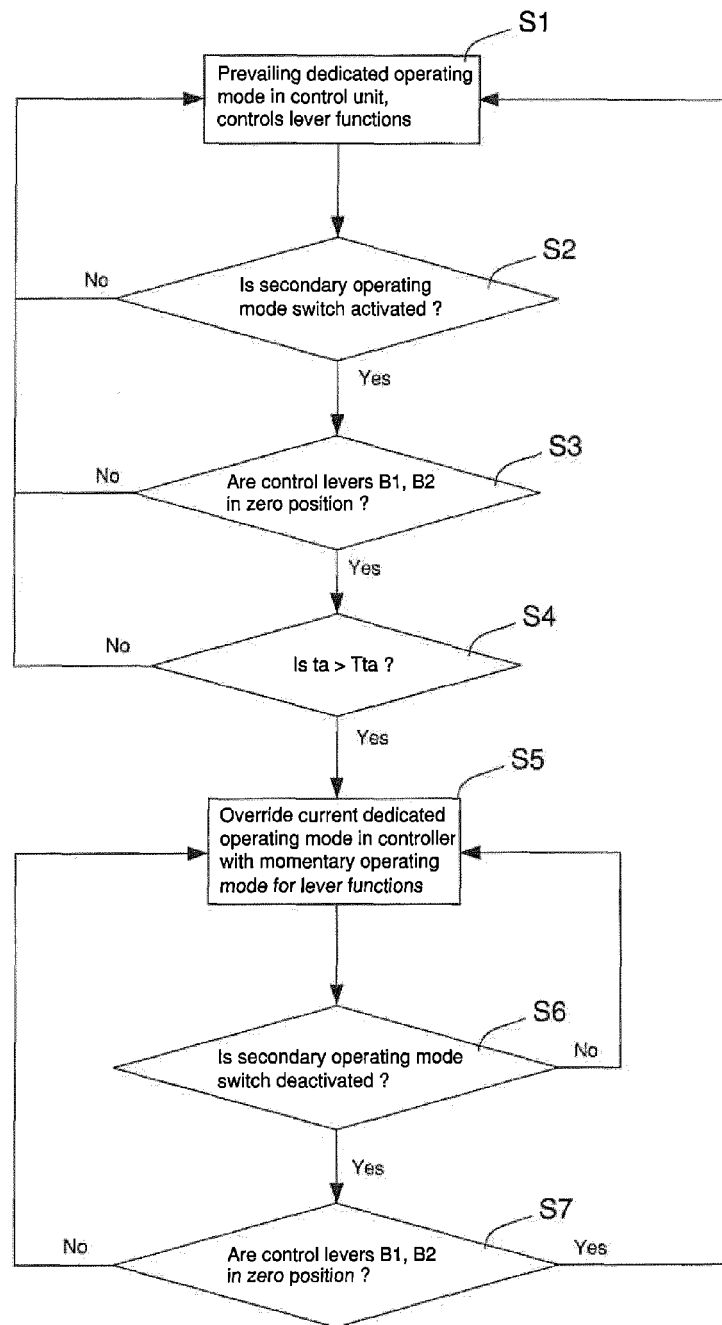 S1
Prevailing dedicated operating
mode in control unit,
controls lever functions
S2
No
Is secondary operating
mode switch activated ?
Yes
S3
No
Are control levers B1, B2
in zero position ?
Yes
S4
No
Is ta > Tta ?
Yes
S5
Override current dedicated
operating mode in controller
with momentary operating
mode for lever functions
S6
Is secondary operating mode
switch deactivated ?
No
Yes
S7
No
Are control levers B1, B2
in zero position ?
Yes